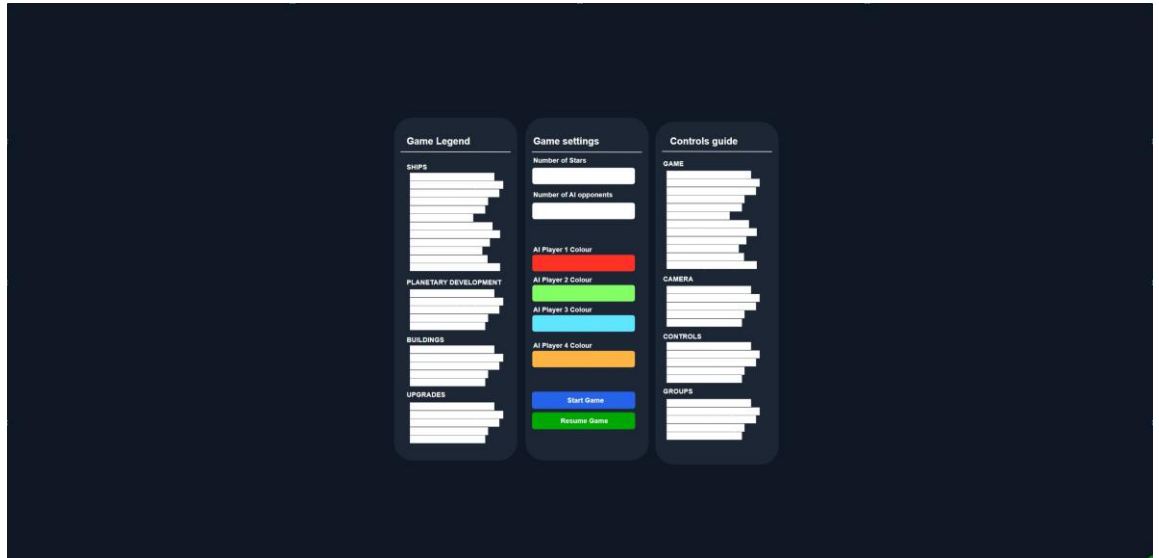 Game Legend
SHIPS
PLANETARY DEVELOPMENT
BUILDINGS
UPGRADES
Game settings
Number of Stars
Number of AI opponents
AI Player 1 Colour
AI Player 2 Colour
AI Player 3 Colour
AI Player 4 Colour
Start Game
Resume Game
Controls guide
GAME
CAMERA
CONTROLS
GROUPS